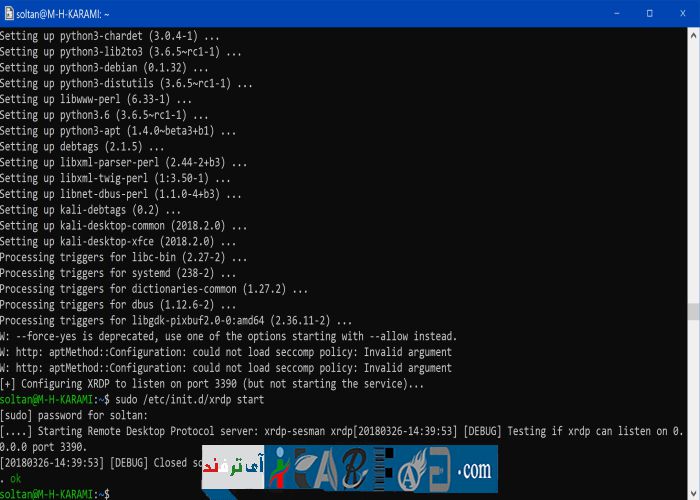 soltan@M-H-KARAMI: ~
Setting up python3-chardet (3.0.4-1) ...
Setting up python3-lib2to3 (3.6.5~rc1-1) ...
Setting up python3-debian (0.1.32) ...
Setting up python3-distutils (3.6.5~rc1-1) ...
Setting up libwww-perl (6.33-1) ...
Setting up python3.6 (3.6.5~rc1-1) ...
Setting up python3-apt (1.4.0~beta3+b1) ...
Setting up debtags (2.1.5) ...
Setting up libxml-parser-perl (2.44-2+b3) ...
Setting up libxml-twig-perl (1:3.50-1) ...
Setting up libnet-dbus-perl (1.1.0-4+b3) ...
Setting up kali-debtags (0.2) ...
Setting up kali-desktop-common (2018.2.0) ...
Setting up kali-desktop-xfce (2018.2.0) ...
Processing triggers for libc-bin (2.27-2) ...
Processing triggers for systemd (238-2) ...
Processing triggers for dictionaries-common (1.27.2) ...
Processing triggers for dbus (1.12.6-2) ...
Processing triggers for libgdk-pixbuf2.0-0:amd64 (2.36.11-2) ...
W: --force-yes is deprecated, use one of the options starting with --allow instead.
W: http: aptMethod::Configuration: could not load seccomp policy: Invalid argument
W: http: aptMethod::Configuration: could not load seccomp policy: Invalid argument
[+] Configuring XRDP to listen on port 3390 (but not starting the service)...
soltan@M-H-KARAMI:~$ sudo /etc/init.d/xrdp start
[sudo] password for soltan:
[....] Starting Remote Desktop Protocol server: xrdp-sesman xrdp[20180326-14:39:53] [DEBUG] Testing if xrdp can listen on 0.
0.0.0 port 3390.
[20180326-14:39:53] [DEBUG] Closed
. ok
soltan@M-H-KARAMI:~$
آی ترفند
.com